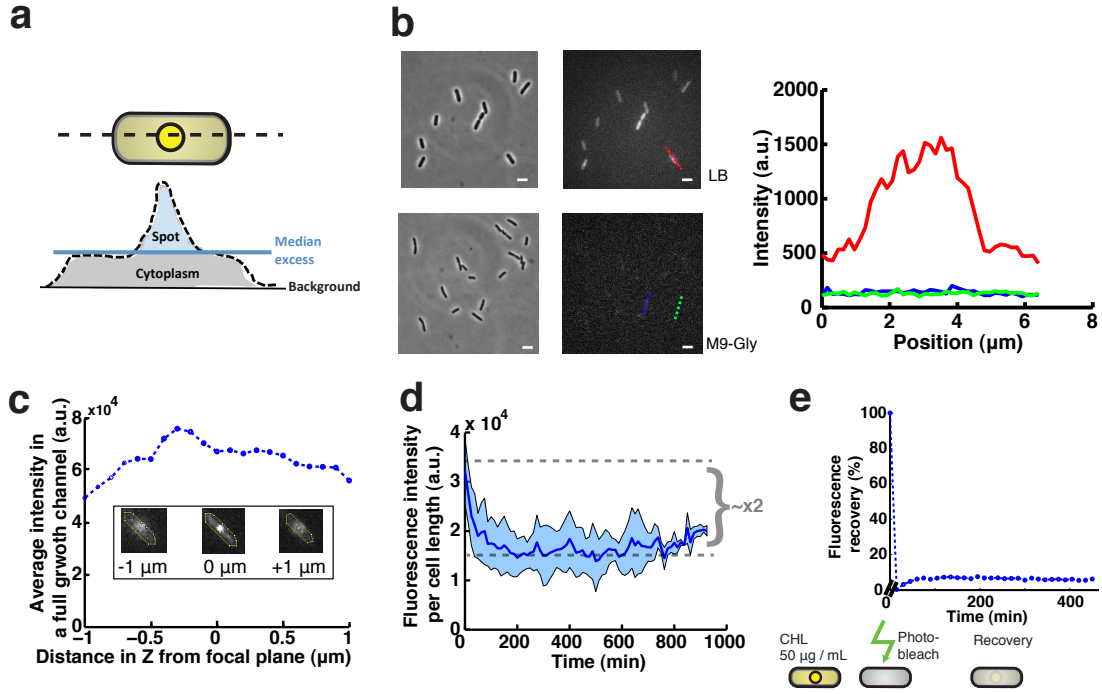 a
Spot
Median
excess
Cytoplasm
Background
b
LB
M9-Gly
2000
1500
1000
500
0
Intensity (a.u.)
0 2 4 6 8
Position (µm)
c
x10⁴
8
6
4
2
0
Average intensity in
a full grwoth channel (a.u.)
-1 µm 0 µm +1 µm
−1 −0.5 0 0.5 1
Distance in Z from focal plane (µm)
d
x 10⁴
4
3
2
1
0
Fluorescence intensity
per cell length (a.u.)
~x2
0 200 400 600 800 1000
Time (min)
e
100
80
60
40
20
0
Fluorescence
recovery (%)
0 200 400
Time (min)
CHL
50 µg / mL
Photo-
bleach
Recovery